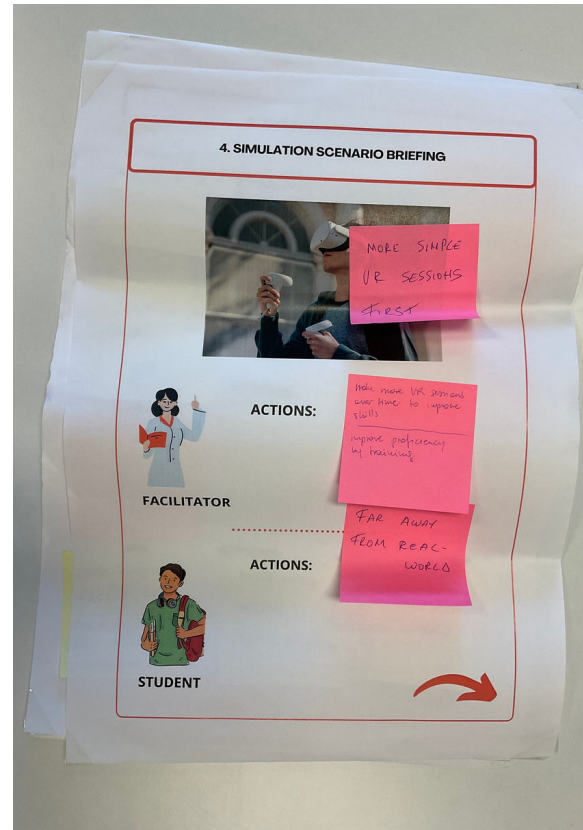 4. SIMULATION SCENARIO BRIEFING
MORE SIMPLE
VR SESSIONS
FIRST
ACTIONS:
more VR sessions
over time to improve
skills
improve proficiency
by training
FACILITATOR
FAR AWAY
FROM REAL-
WORLD
ACTIONS:
STUDENT